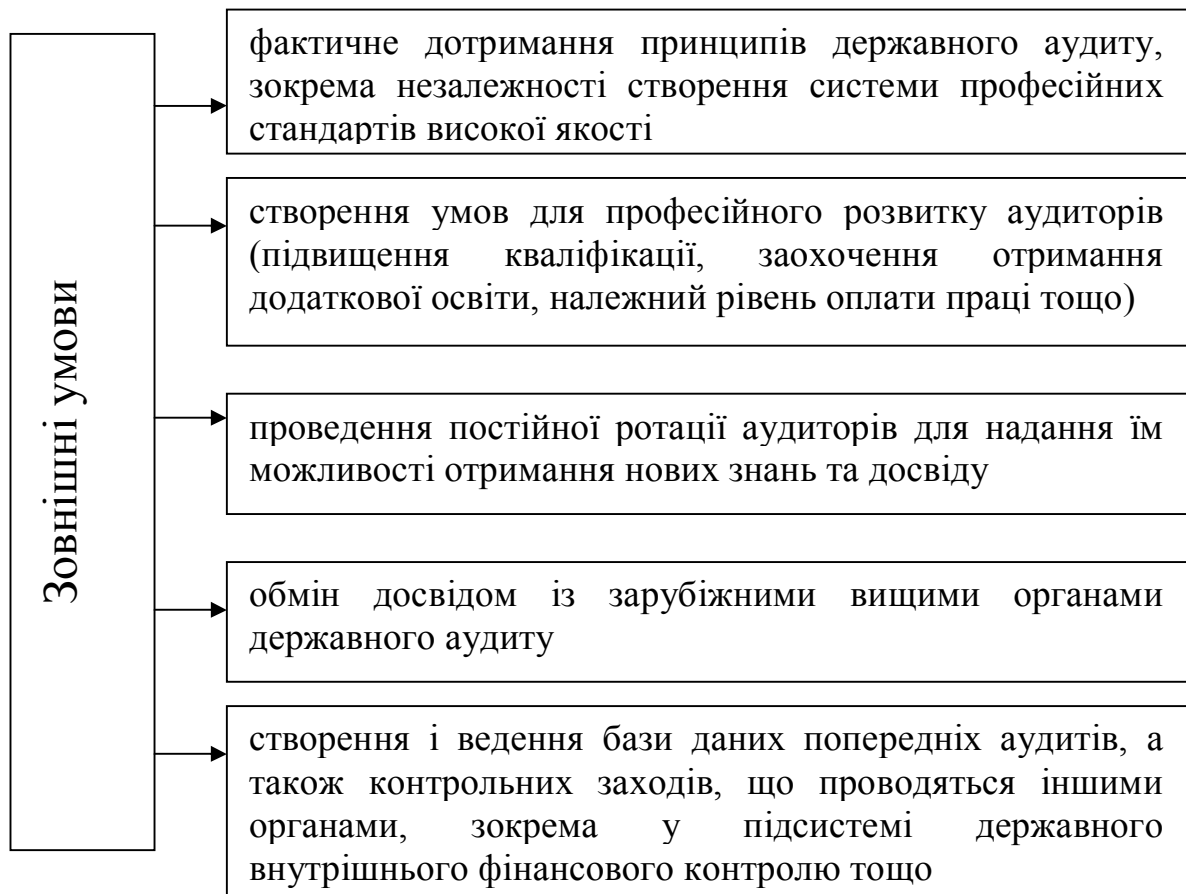 Зовнішні умови
фактичне дотримання принципів державного аудиту,
зокрема незалежності створення системи професійних
стандартів високої якості
створення умов для професійного розвитку аудиторів
(підвищення кваліфікації, заохочення отримання
додаткової освіти, належний рівень оплати праці тощо)
проведення постійної ротації аудиторів для надання їм
можливості отримання нових знань та досвіду
обмін досвідом із зарубіжними вищими органами
державного аудиту
створення і ведення бази даних попередніх аудитів, а
також контрольних заходів, що проводяться іншими
органами, зокрема у підсистемі державного
внутрішнього фінансового контролю тощо